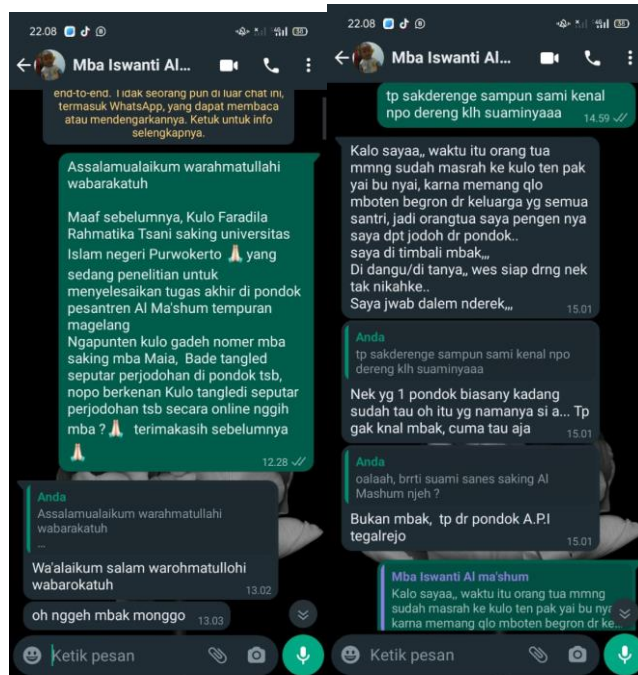 22.08
Mba Iswanti Al...
end-to-end. Tidak seorang pun di luar chat ini,
termasuk WhatsApp, yang dapat membaca
atau mendengarkannya. Ketuk untuk info
selengkapnya.
Assalamualaikum warahmatullahi
wabarakatuh
Maaf sebelumnya, Kulo Faradila
Rahmatika Tsani saking universitas
Islam negeri Purwokerto 🙏🏻 yang
sedang penelitian untuk
menyelesaikan tugas akhir di pondok
pesantren Al Ma'shum tempuran
magelang
Ngapunten kulo gadeh nomer mba
saking mba Maia, Bade tangled
seputar perjodohan di pondok tsb,
nopo berkenan Kulo tangledi seputar
perjodohan tsb secara online nggih
mba ? 🙏🏻 terimakasih sebelumnya
🙏🏻
12.28
Anda
Assalamualaikum warahmatullahi
wabarakatuh
...
Wa'alaikum salam warohmatullohi
wabarokatuh
13.02
oh nggeh mbak monggo 13.03
Ketik pesan
22.08
Mba Iswanti Al...
tp sakderenge sampun sami kenal
npo dereng klh suaminyaaa
14.59
Kalo sayaa,, waktu itu orang tua
mmng sudah masrah ke kulo ten pak
yai bu nyai, karna memang qlo
mboten begron dr keluarga yg semua
santri, jadi orangtua saya pengen nya
saya dpt jodoh dr pondok..
saya di timbali mbak,,,
Di dangu/di tanya,, wes siap drng nek
tak nikahke..
Saya jwab dalem nderek,,,
15.01
Anda
tp sakderenge sampun sami kenal npo
dereng klh suaminyaaa
Nek yg 1 pondok biasany kadang
sudah tau oh itu yg namanya si a... Tp
gak knal mbak, cuma tau aja
15.01
Anda
oalaah, brrti suami sanes saking Al
Mashum njeh ?
Bukan mbak, tp dr pondok A.P.I
tegalrejo
15.01
Mba Iswanti Al ma'shum
Kalo sayaa,, waktu itu orang tua mmng
sudah masrah ke kulo ten pak yai bu nyai,
karna memang qlo mboten begron dr ke...
Ketik pesan